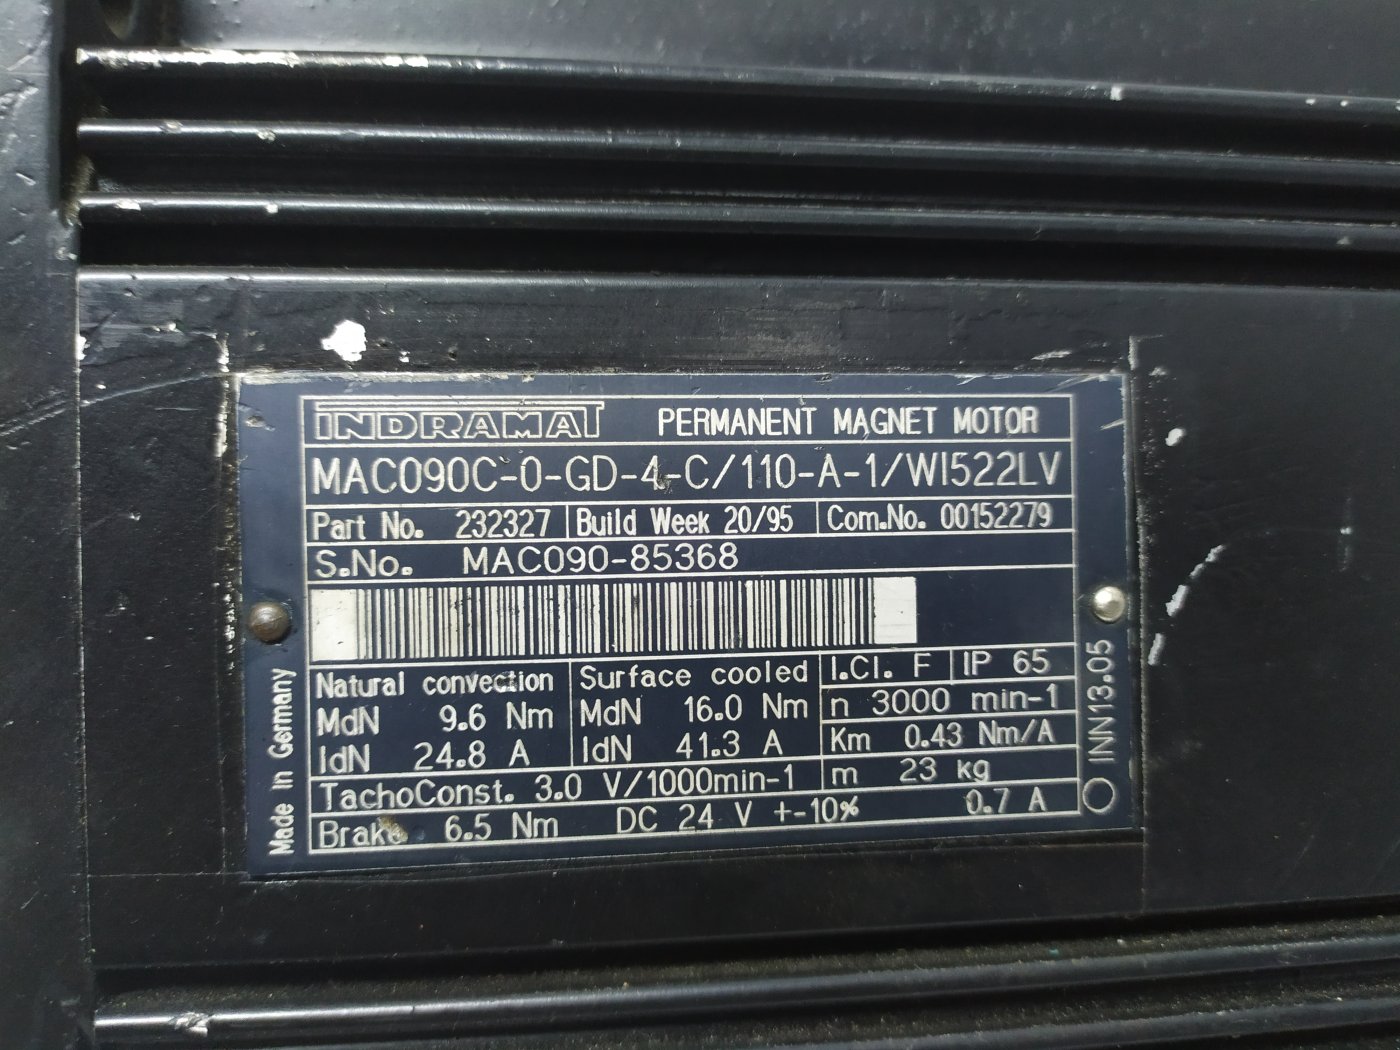 INDRAMAT PERMANENT MAGNET MOTOR
MAC090C-0-GD-4-C/110-A-1/WI522LV
Part No. 232327 Build Week 20/95 Com.No. 00152279
S.No. MAC090-85368
Natural convection Surface cooled I.Cl. F IP 65
MdN 9.6 Nm MdN 16.0 Nm n 3000 min-1
IdN 24.8 A IdN 41.3 A Km 0.43 Nm/A
TachoConst. 3.0 V/1000min-1 m 23 kg
Brake 6.5 Nm DC 24 V +-10% 0.7 A
Made in Germany
INN13.05